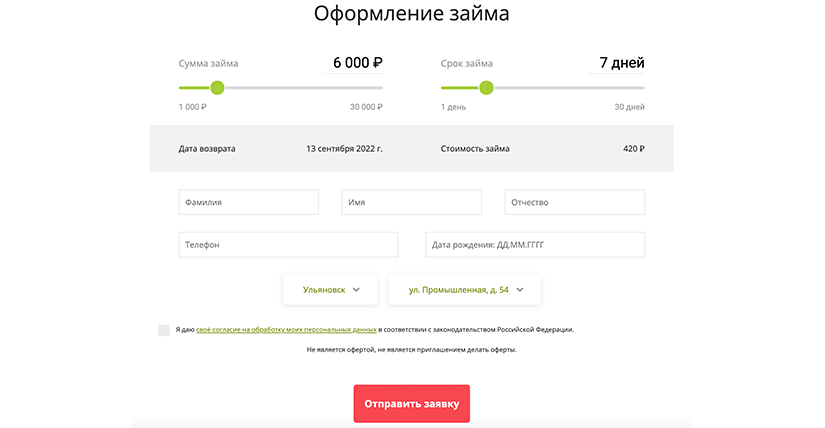 Оформление займа
Сумма займа 6 000 ₽ Срок займа 7 дней
1 000 ₽ 30 000 ₽ 1 день 30 дней
Дата возврата 13 сентября 2022 г. Стоимость займа 420 ₽
Фамилия Имя Отчество
Телефон Дата рождения: ДД.ММ.ГГГГ
Ульяновск ул. Промышленная, д. 54
Я даю своё согласие на обработку моих персональных данных в соответствии с законодательством Российской Федерации.
Не является офертой, не является приглашением делать оферты.
Отправить заявку